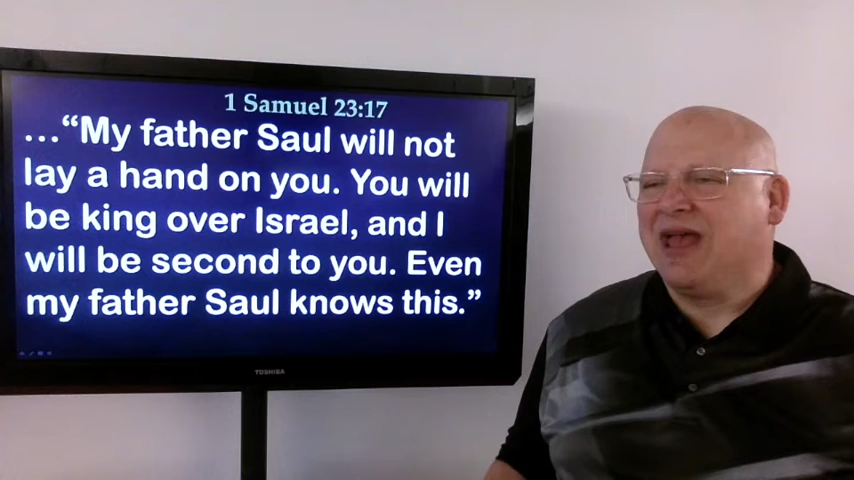 1 Samuel 23:17
…“My father Saul will not
lay a hand on you. You will
be king over Israel, and I
will be second to you. Even
my father Saul knows this.”
TOSHIBA